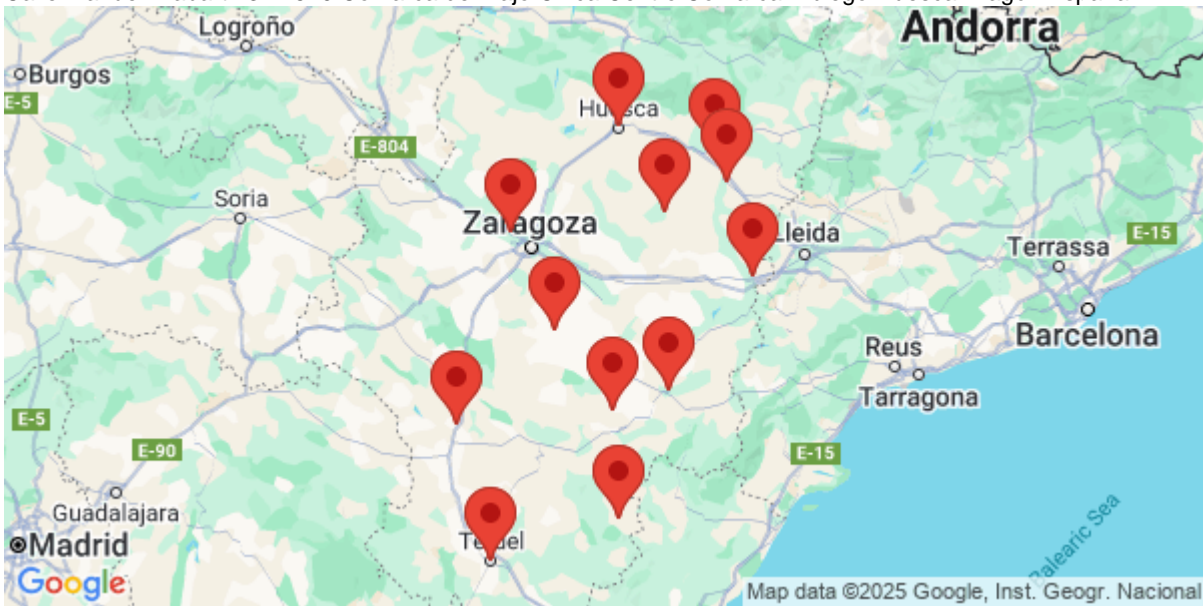 Andorra
Logroño
Burgos
E-5
Huesca
E-804
Soria
Zaragoza
Lleida
Terrassa
E-15
Barcelona
Reus
Tarragona
E-5
E-90
E-15
Guadalajara
Madrid
Teruel
Balearic Sea
Google
Map data ©2025 Google, Inst. Geogr. Nacional